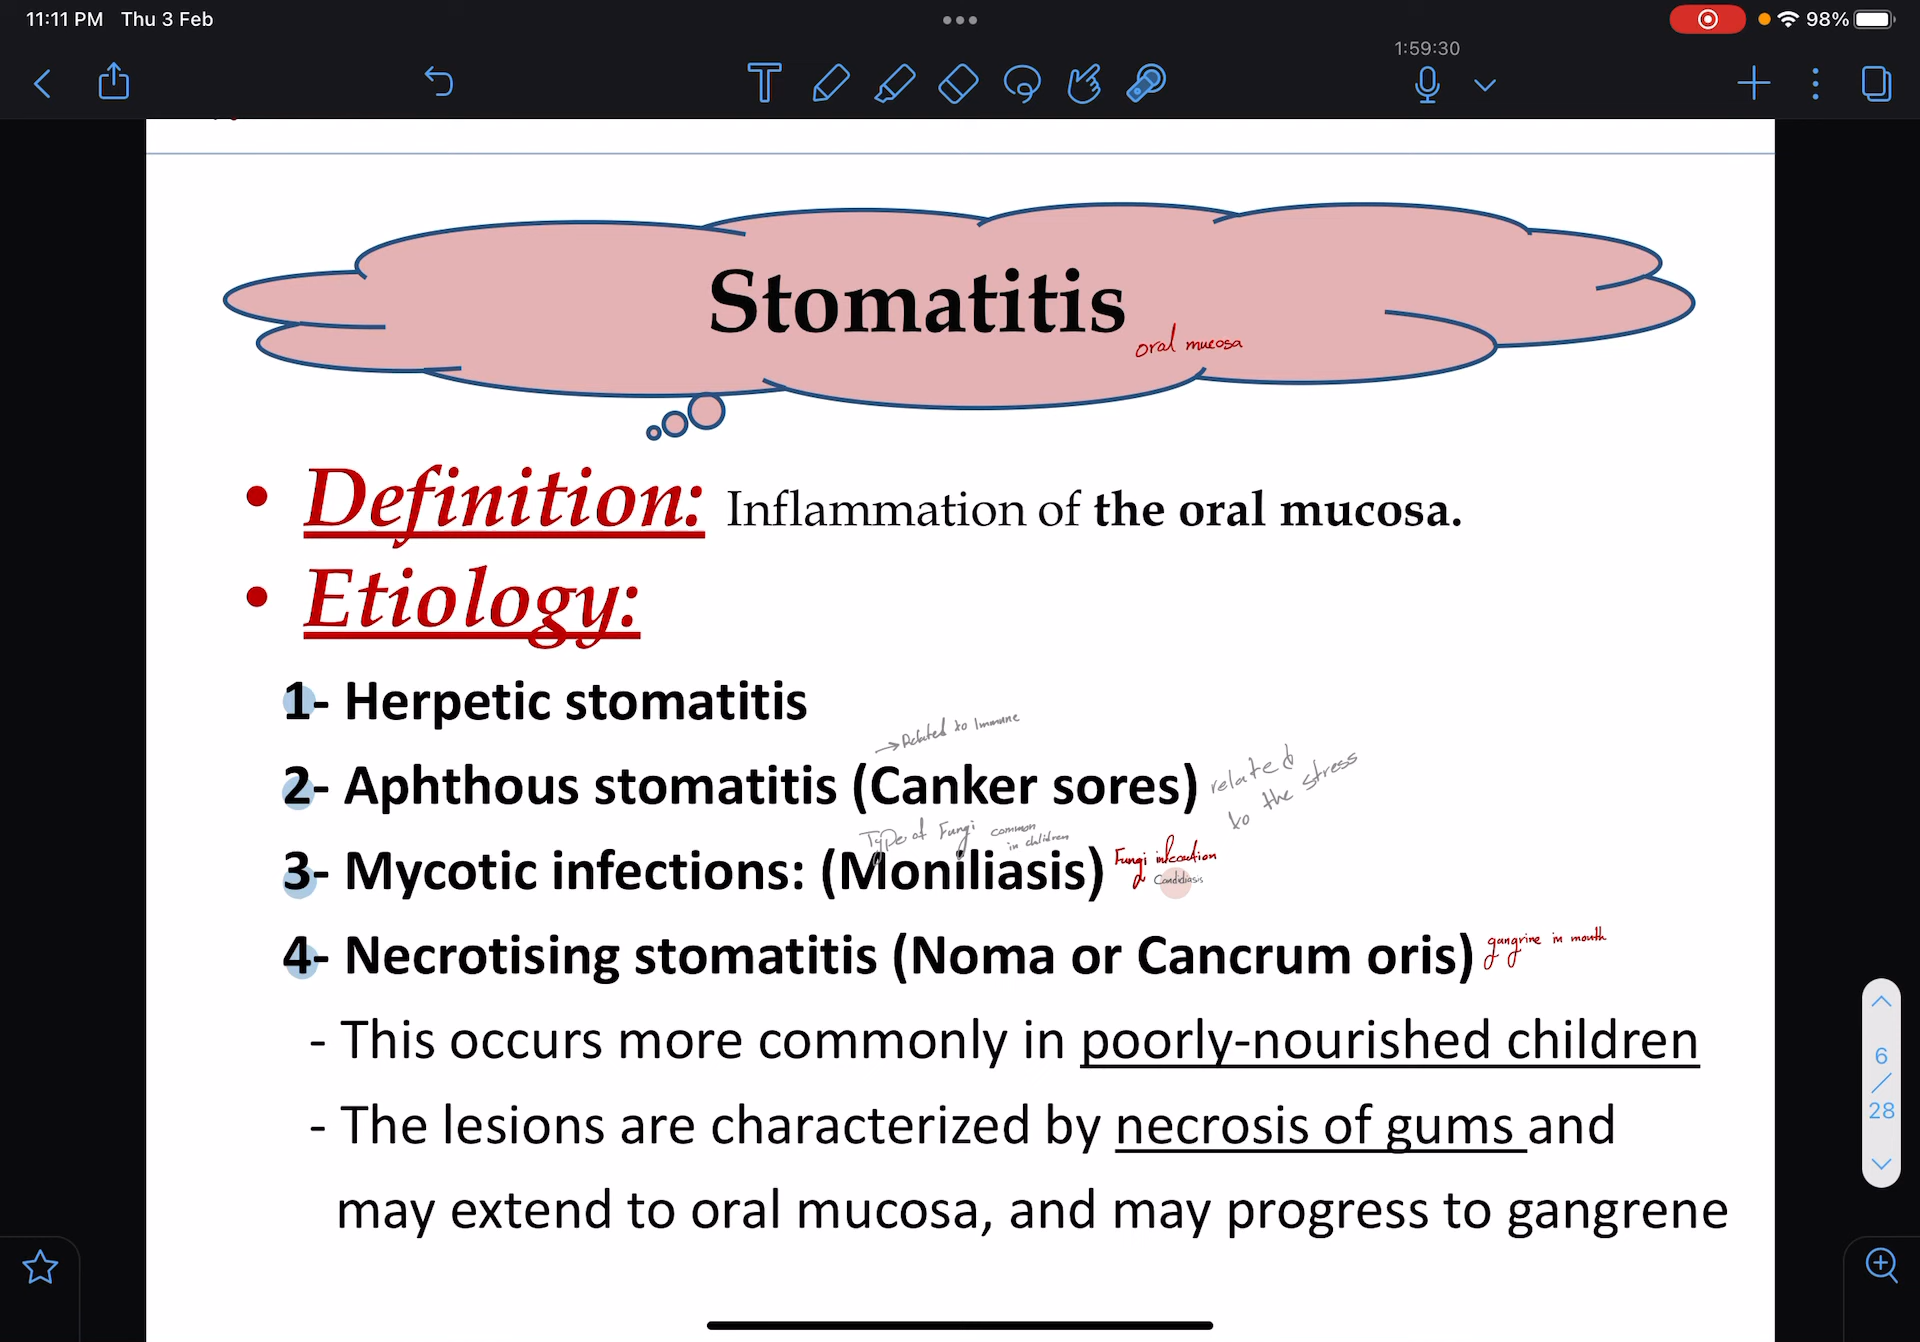 11:11 PM Thu 3 Feb
98%
1:59:30
Stomatitis
oral mucosa
• Definition: Inflammation of the oral mucosa.
• Etiology:
1- Herpetic stomatitis
→ Related to Immune
2- Aphthous stomatitis (Canker sores)
related to the stress
Type of Fungi common in children
3- Mycotic infections: (Moniliasis)
Fungi
Candidiasis
4- Necrotising stomatitis (Noma or Cancrum oris)
gangrine in mouth
- This occurs more commonly in poorly-nourished children
- The lesions are characterized by necrosis of gums and
may extend to oral mucosa, and may progress to gangrene
6
/
28